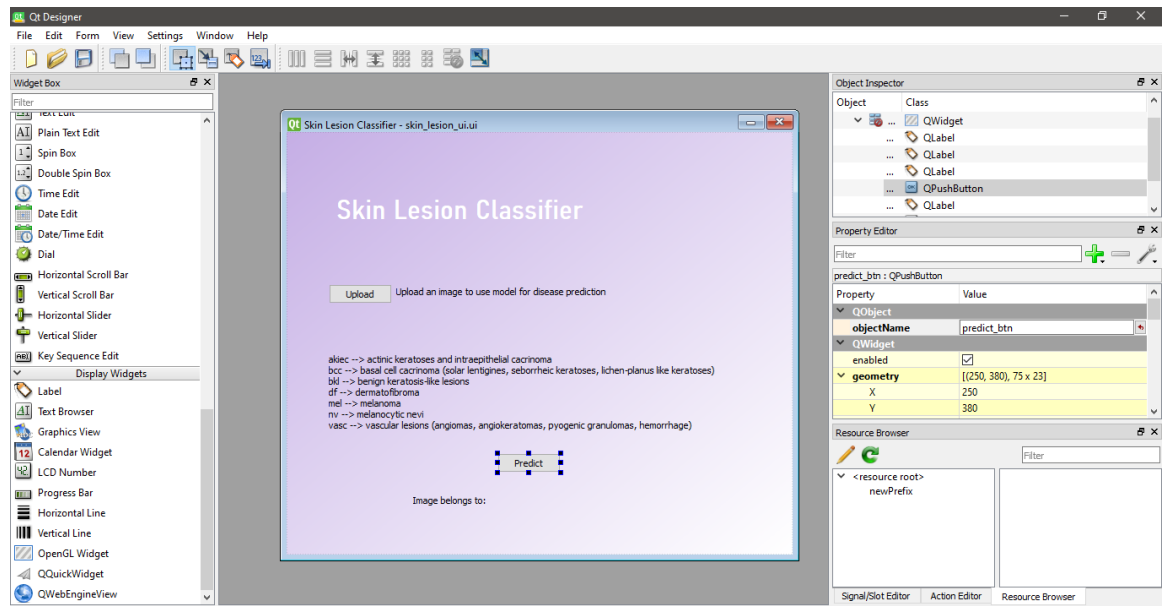 Qt Designer
File Edit Form View Settings Window Help
Widget Box
Filter
Text Edit
Plain Text Edit
Spin Box
Double Spin Box
Time Edit
Date Edit
Date/Time Edit
Dial
Horizontal Scroll Bar
Vertical Scroll Bar
Horizontal Slider
Vertical Slider
Key Sequence Edit
Display Widgets
Label
Text Browser
Graphics View
Calendar Widget
LCD Number
Progress Bar
Horizontal Line
Vertical Line
OpenGL Widget
QQuickWidget
QWebEngineView
Skin Lesion Classifier - skin_lesion_ui.ui
Skin Lesion Classifier
Upload Upload an image to use model for disease prediction
akiec --> actinic keratoses and intraepithelial cacrinoma
bcc --> basal cell cacrinoma (solar lentigines, seborrheic keratoses, lichen-planus like keratoses)
bkl --> benign keratosis-like lesions
df --> dermatofibroma
mel --> melanoma
nv --> melanocytic nevi
vasc --> vascular lesions (angiomas, angiokeratomas, pyogenic granulomas, hemorrhage)
Predict
Image belongs to:
Object Inspector
Object Class
... QWidget
... QLabel
... QLabel
... QLabel
... QPushButton
... QLabel
Property Editor
Filter
predict_btn : QPushButton
Property Value
QObject
objectName predict_btn
QWidget
enabled
geometry [(250, 380), 75 x 23]
X 250
Y 380
Resource Browser
Filter
<resource root>
newPrefix
Signal/Slot Editor Action Editor Resource Browser